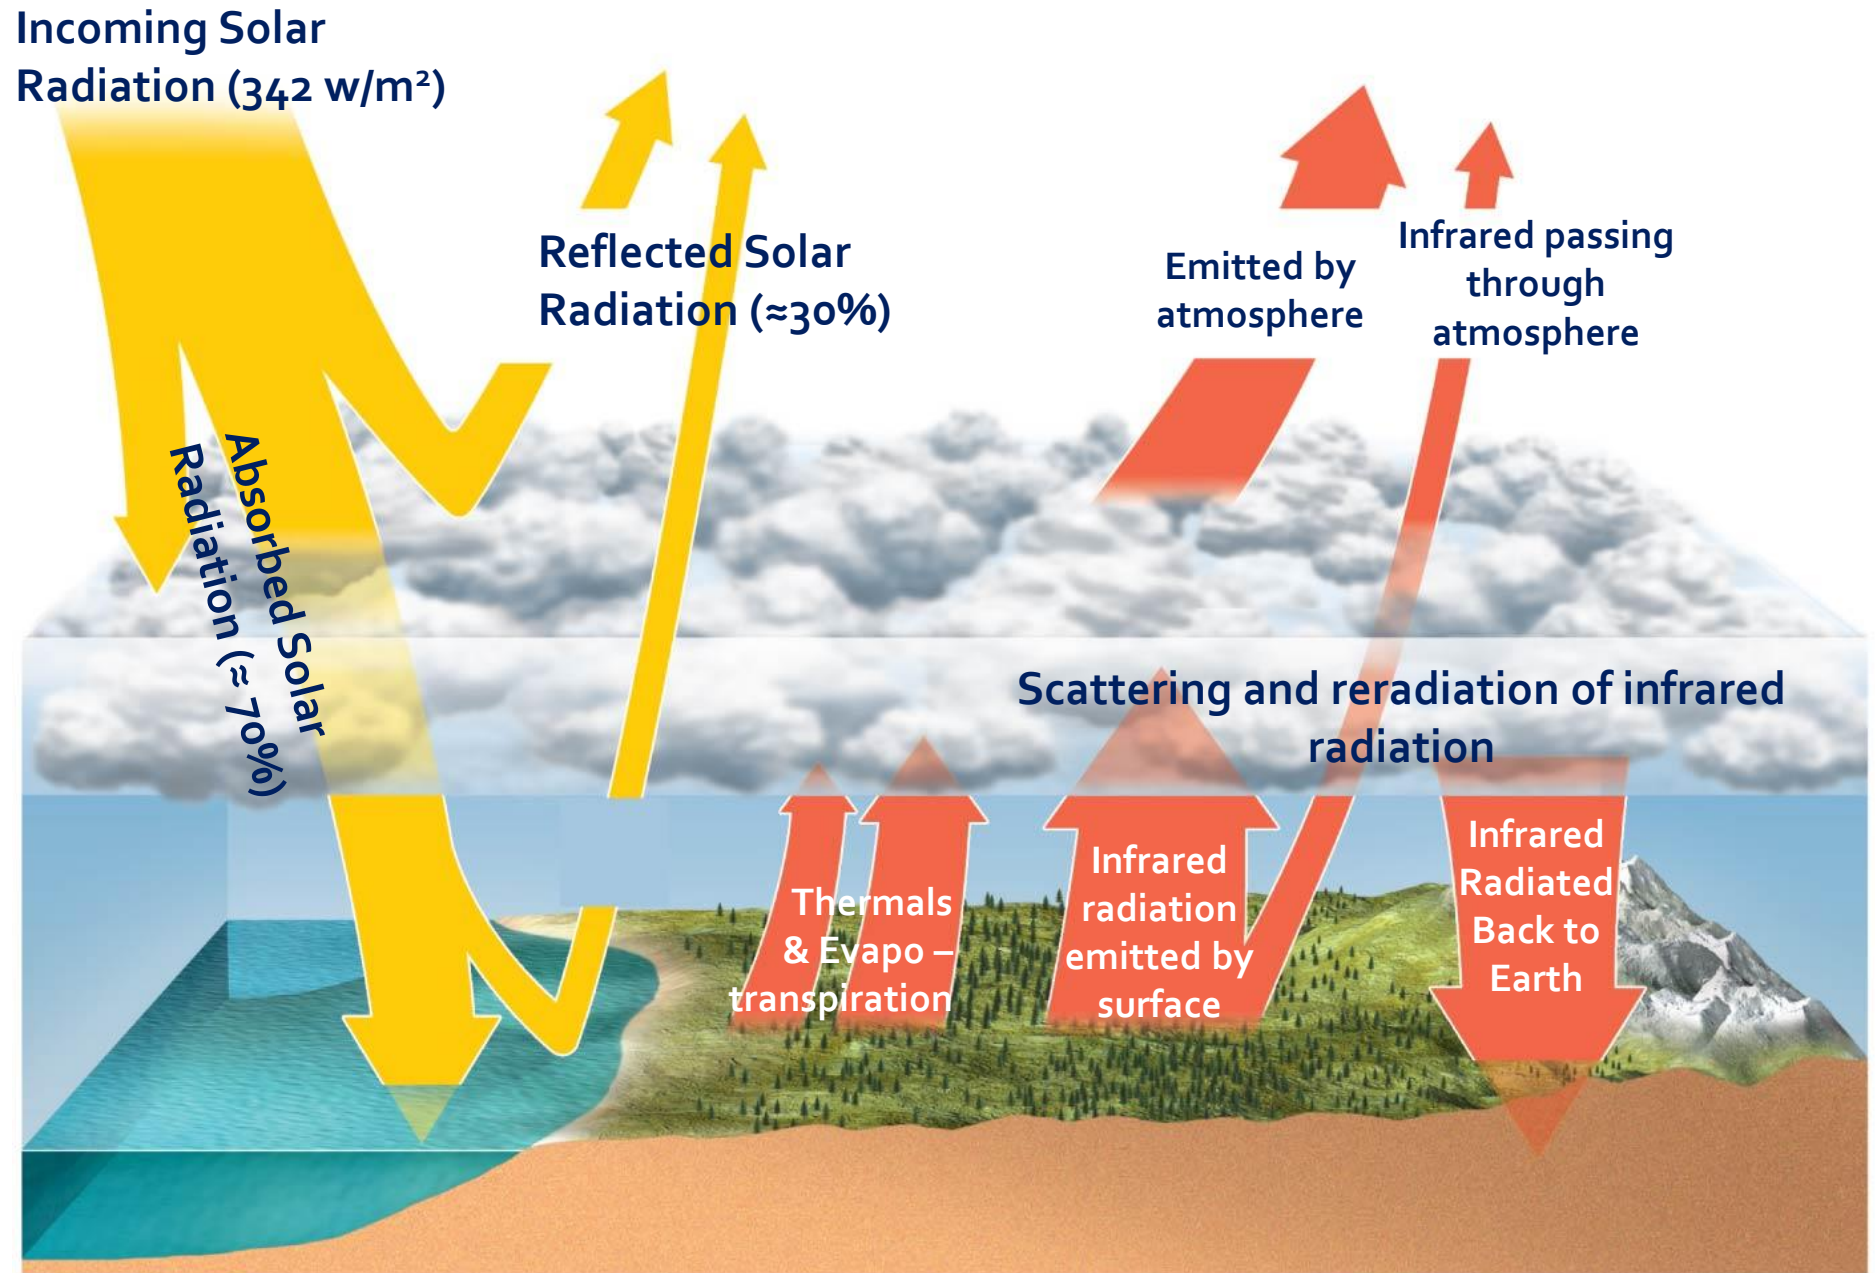 Incoming Solar
Radiation (342 w/m²)
Reflected Solar
Radiation (≈30%)
Emitted by
atmosphere
Infrared passing
through
atmosphere
Absorbed Solar
Radiation (≈ 70%)
Scattering and reradiation of infrared
radiation
Thermals
& Evapo –
transpiration
Infrared
radiation
emitted by
surface
Infrared
Radiated
Back to
Earth